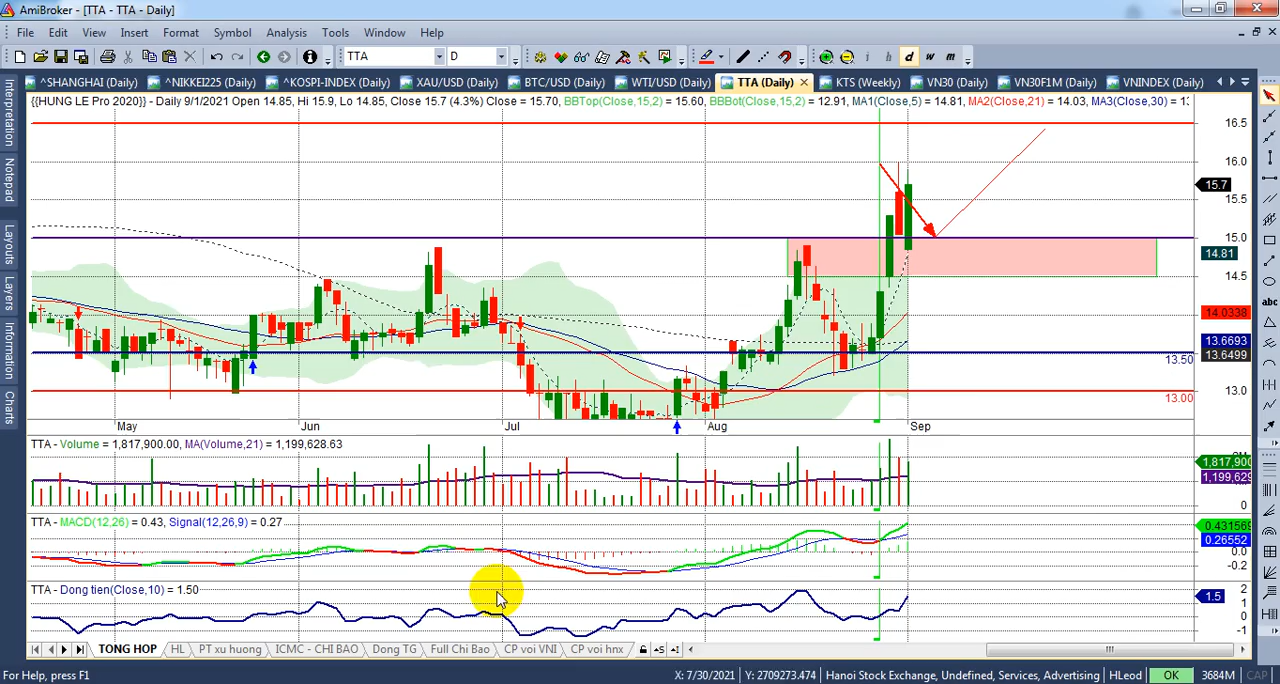 AmiBroker - [TTA - TTA - Daily]
File Edit View Insert Format Symbol Analysis Tools Window Help
TTA D i h d w m
^SHANGHAI (Daily) ^NIKKEI225 (Daily) ^KOSPI-INDEX (Daily) XAU/USD (Daily) BTC/USD (Daily) WTI/USD (Daily) TTA (Daily) KTS (Weekly) VN30 (Daily) VN30F1M (Daily) VNINDEX (Daily)
{{HUNG LE Pro 2020}} - Daily 9/1/2021 Open 14.85, Hi 15.9, Lo 14.85, Close 15.7 (4.3%) Close = 15.70, BBTop(Close,15,2) = 15.60, BBBot(Close,15,2) = 12.91, MA1(Close,5) = 14.81, MA2(Close,21) = 14.03, MA3(Close,30) = 1
Interpretation
Notepad
Layouts
Layers
Information
Charts
abc
16.5
16.0
15.7
15.5
15.0
14.81
14.5
14.0338
13.6693
13.6499
13.50
13.0
13.00
May Jun Jul Aug Sep
TTA - Volume = 1,817,900.00, MA(Volume,21) = 1,199,628.63
1,817,900
1,199,629
0
TTA - MACD(12,26) = 0.43, Signal(12,26,9) = 0.27
0.431569
0.26552
0.0
-0.2
TTA - Dong tien(Close,10) = 1.50
2
1.5
1
0
-1
TONG HOP HL PT xu huong ICMC - CHI BAO Dong TG Full Chi Bao CP voi VNI CP voi hnx
For Help, press F1 X: 7/30/2021 Y: 2709273.474 Hanoi Stock Exchange, Undefined, Services, Advertising HLeod OK 3684M CAP